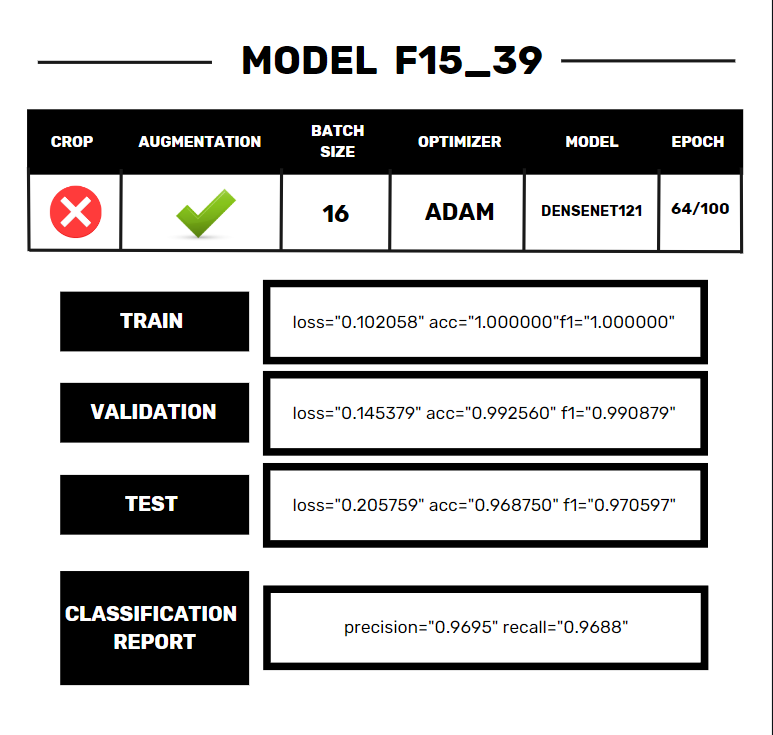 MODEL F15_39
CROP AUGMENTATION BATCH SIZE OPTIMIZER MODEL EPOCH
16 ADAM DENSENET121 64/100
TRAIN loss="0.102058" acc="1.000000"f1="1.000000"
VALIDATION loss="0.145379" acc="0.992560" f1="0.990879"
TEST loss="0.205759" acc="0.968750" f1="0.970597"
CLASSIFICATION
REPORT
precision="0.9695" recall="0.9688"